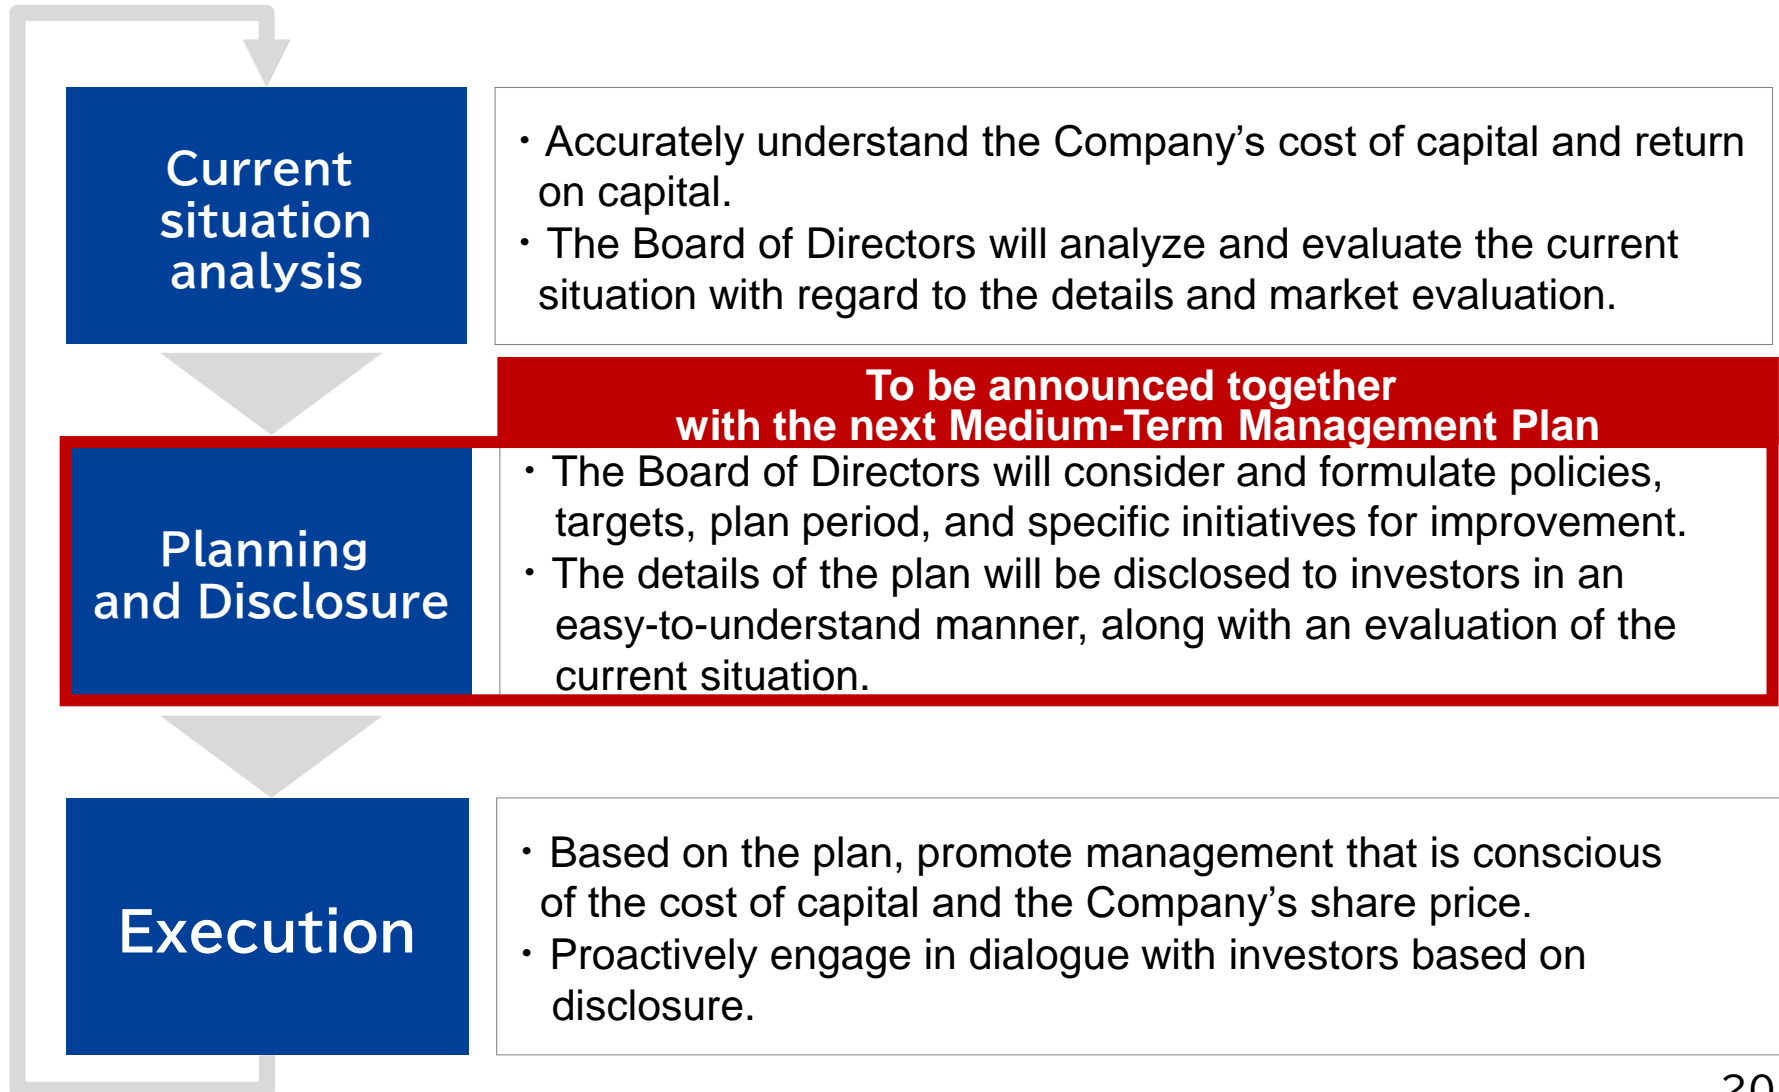 Current
situation
analysis
・Accurately understand the Company’s cost of capital and return
on capital.
・The Board of Directors will analyze and evaluate the current
situation with regard to the details and market evaluation.
To be announced together
with the next Medium-Term Management Plan
Planning
and Disclosure
・The Board of Directors will consider and formulate policies,
targets, plan period, and specific initiatives for improvement.
・The details of the plan will be disclosed to investors in an
easy-to-understand manner, along with an evaluation of the
current situation.
Execution
・Based on the plan, promote management that is conscious
of the cost of capital and the Company’s share price.
・Proactively engage in dialogue with investors based on
disclosure.
20